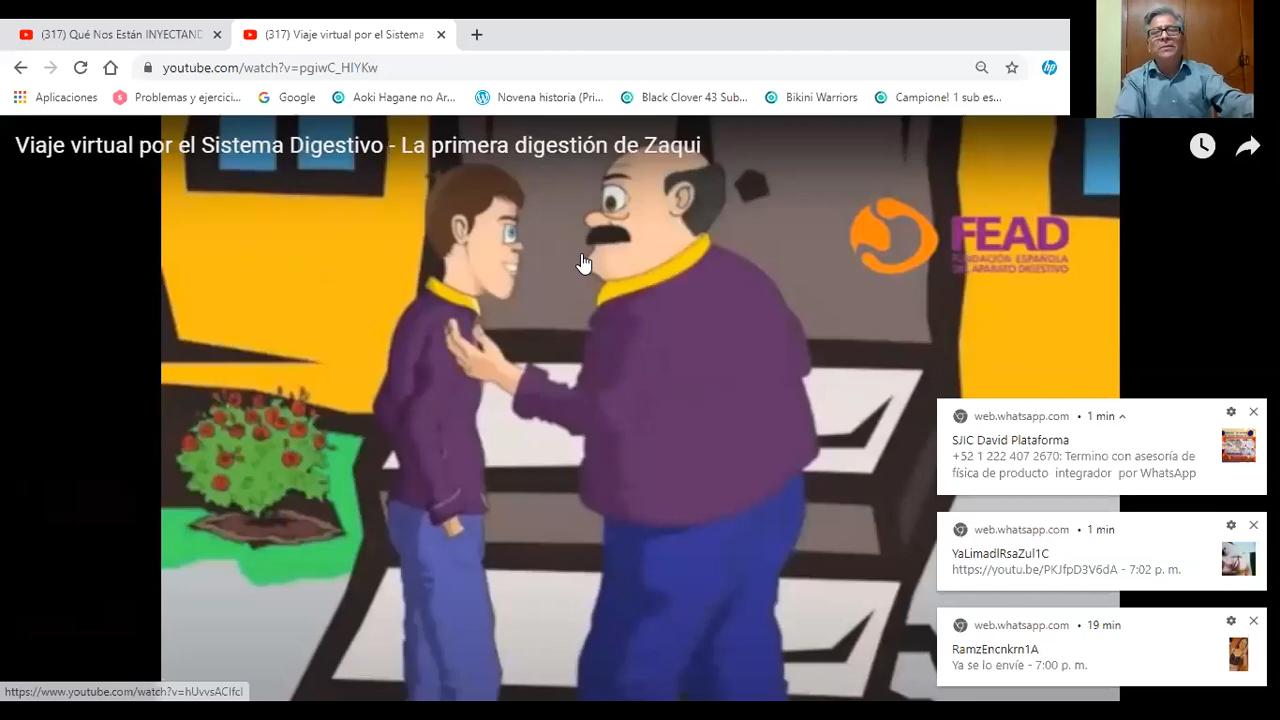 (317) Qué Nos Están INYECTAND
(317) Viaje virtual por el Sistema
youtube.com/watch?v=pgiwC_HIYKw
Aplicaciones
Problemas y ejercici...
Google
Aoki Hagane no Ar...
Novena historia (Pri...
Black Clover 43 Sub...
Bikini Warriors
Campione! 1 sub es...
Viaje virtual por el Sistema Digestivo - La primera digestión de Zaqui
FEAD
FUNDACIÓN ESPAÑOLA
DEL APARATO DIGESTIVO
web.whatsapp.com • 1 min
SJIC David Plataforma
+52 1 222 407 2670: Termino con asesoría de
física de producto integrador por WhatsApp
web.whatsapp.com • 1 min
YaLimadlRsaZul1C
https://youtu.be/PKJfpD3V6dA - 7:02 p. m.
web.whatsapp.com • 19 min
RamzEncnkrn1A
Ya se lo envíe - 7:00 p. m.
https://www.youtube.com/watch?v=hUvvsACIfcI